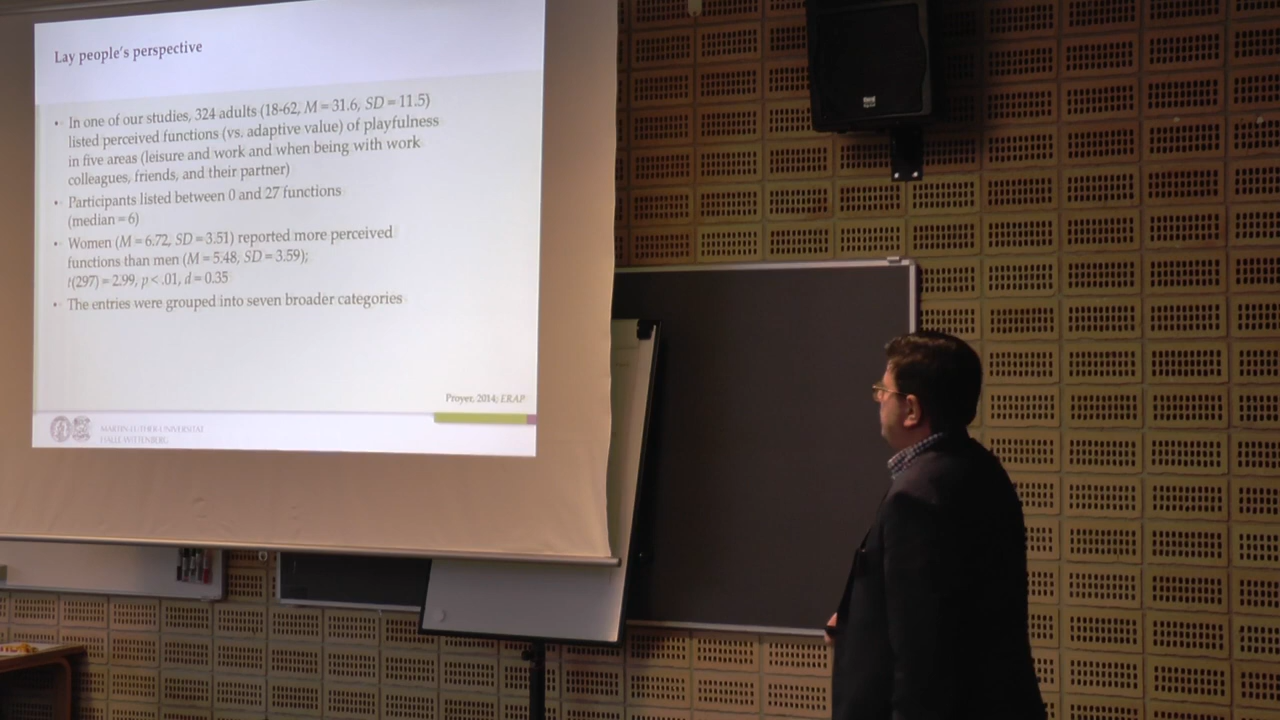 Lay people's perspective
• In one of our studies, 324 adults (18-62, M = 31.6, SD = 11.5)
listed perceived functions (vs. adaptive value) of playfulness
in five areas (leisure and work and when being with work
colleagues, friends, and their partner)
• Participants listed between 0 and 27 functions
(median = 6)
• Women (M = 6.72, SD = 3.51) reported more perceived
functions than men (M = 5.48, SD = 3.59);
t(297) = 2.99, p < .01, d = 0.35
• The entries were grouped into seven broader categories
Proyer, 2014; ERAP
MARTIN-LUTHER-UNIVERSITÄT
HALLE-WITTENBERG